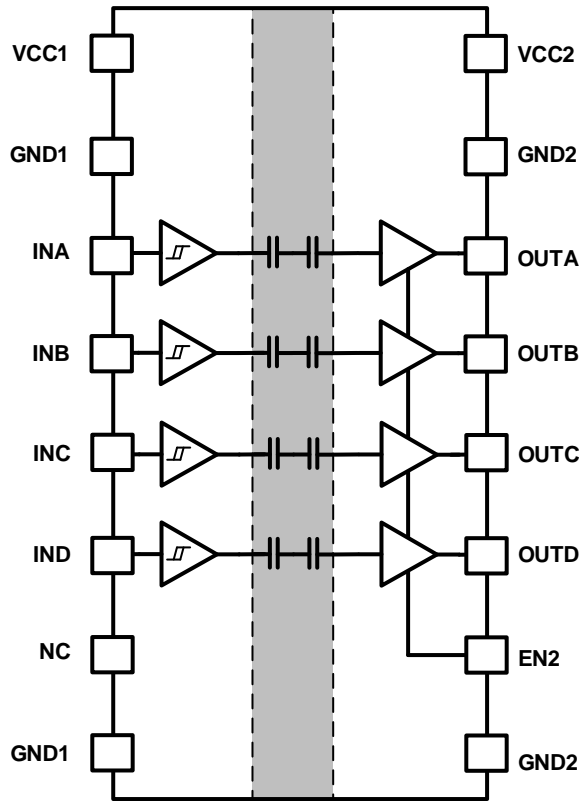 VCC1
VCC2
GND1
GND2
INA
OUTA
INB
OUTB
INC
OUTC
IND
OUTD
NC
EN2
GND1
GND2